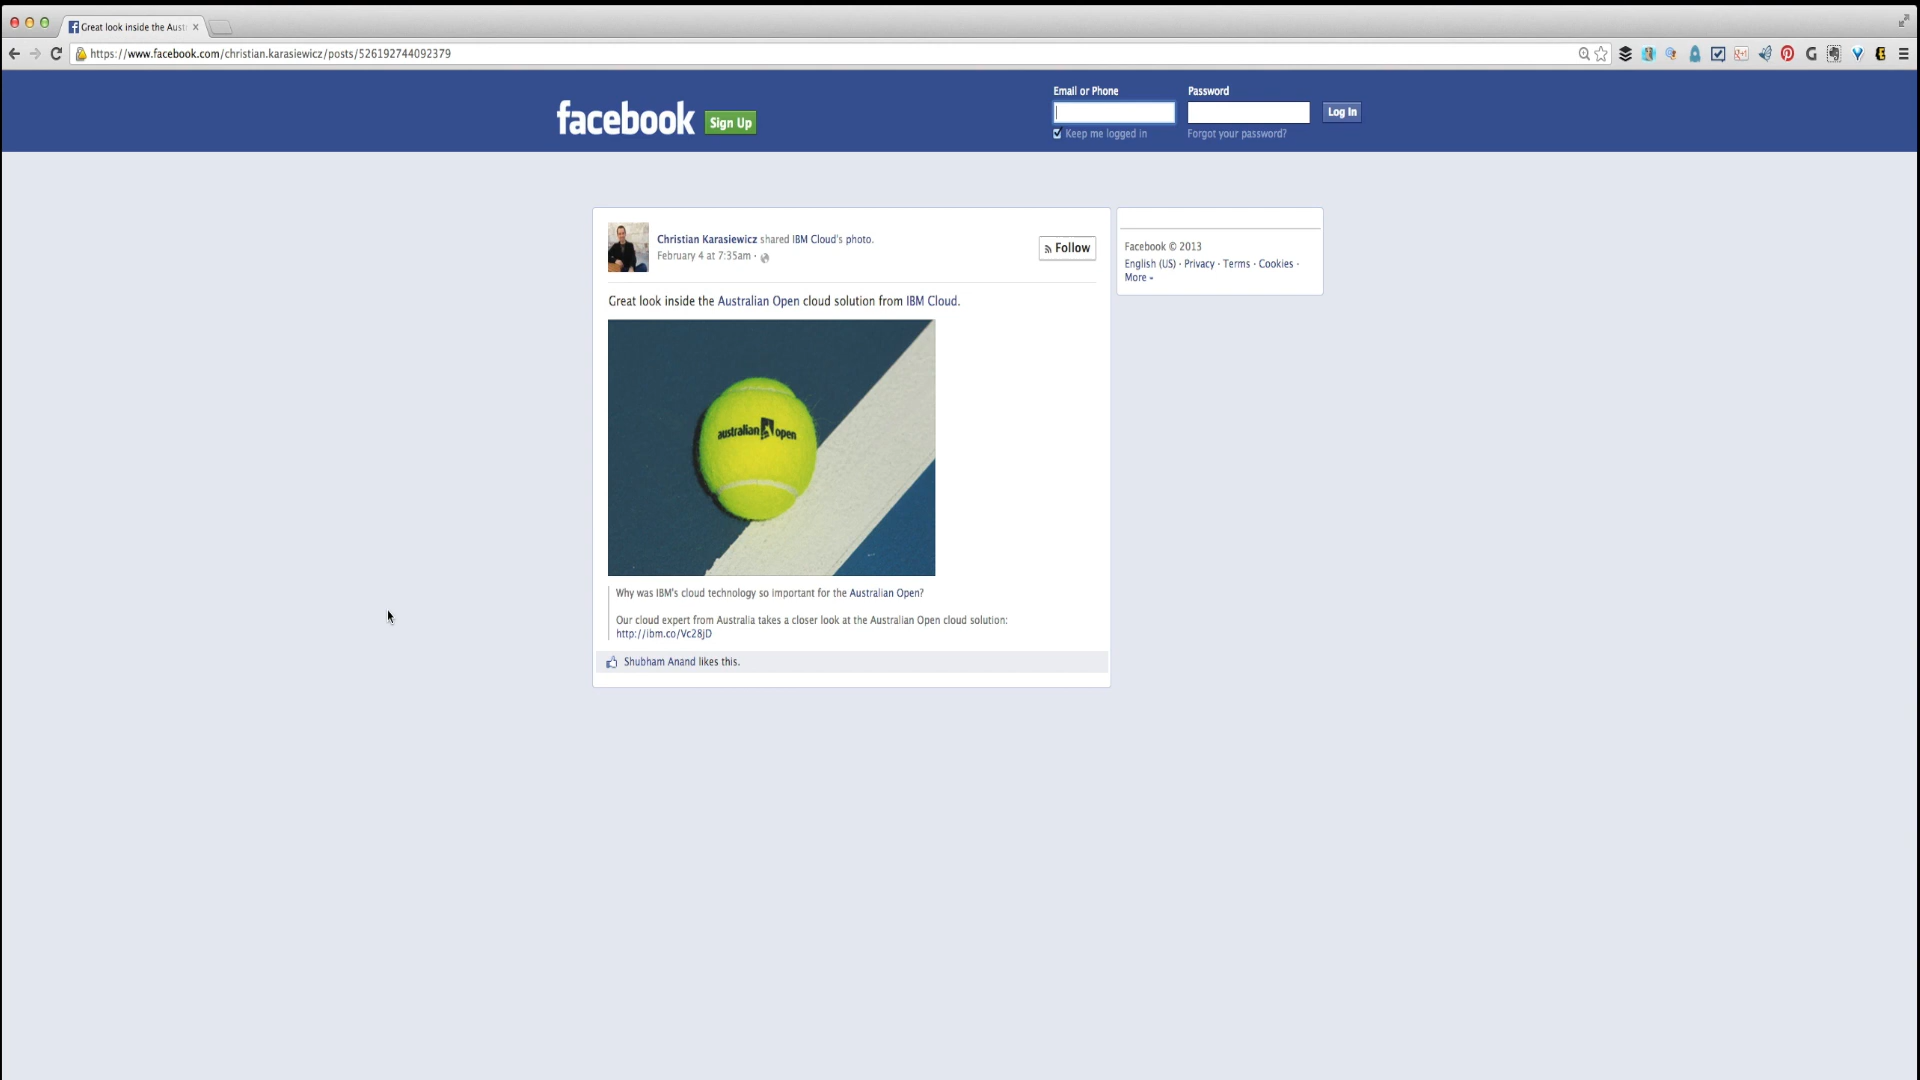 Great look inside the Aust
https://www.facebook.com/christian.karasiewicz/posts/526192744092379
Email or Phone
Password
facebook
Sign Up
Log In
Keep me logged in
Forgot your password?
Christian Karasiewicz shared IBM Cloud's photo.
February 4 at 7:35am ·
Follow
Great look inside the Australian Open cloud solution from IBM Cloud.
australian open
Why was IBM's cloud technology so important for the Australian Open?
Our cloud expert from Australia takes a closer look at the Australian Open cloud solution:
http://ibm.co/Vc28jD
Shubham Anand likes this.
Facebook © 2013
English (US) · Privacy · Terms · Cookies ·
More